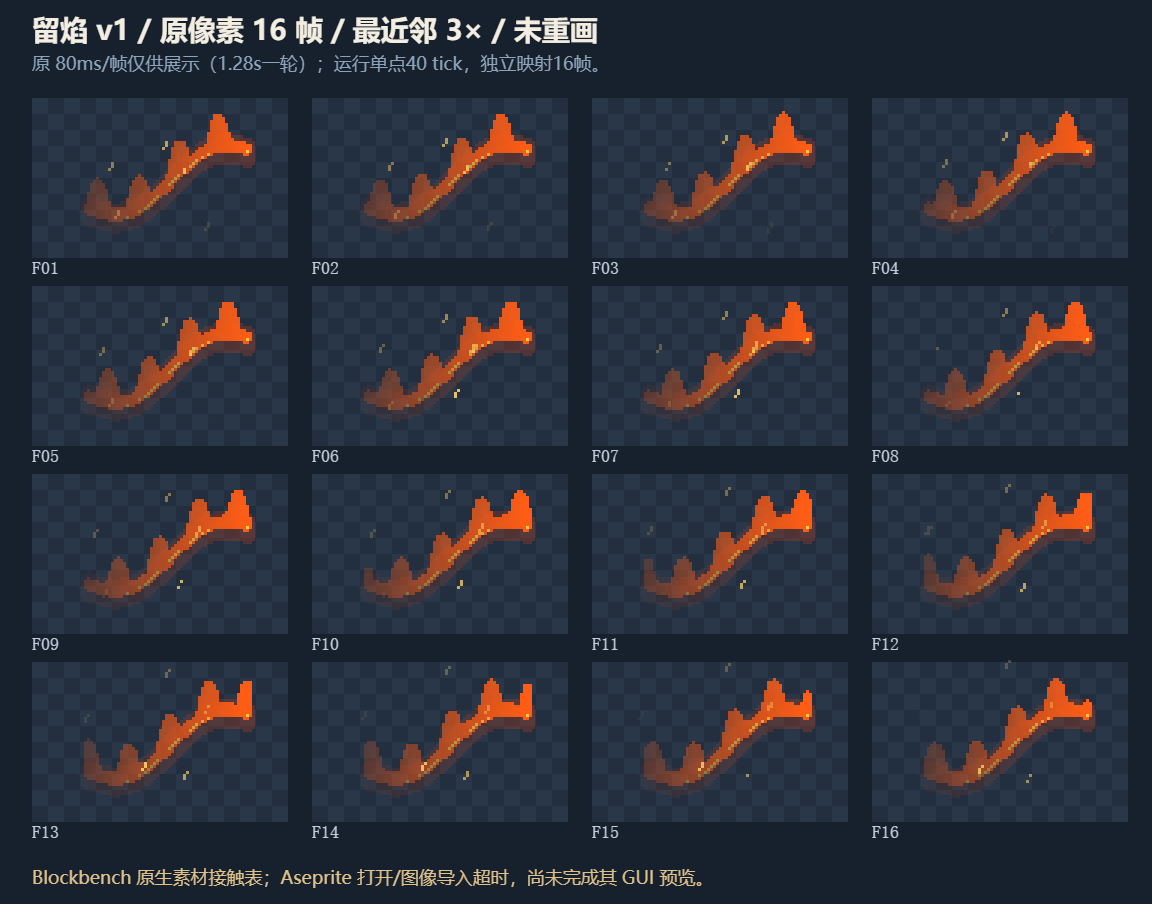 留焰 v1 / 原像素 16 帧 / 最近邻 3× / 未重画
原 80ms/帧仅供展示（1.28s一轮）；运行单点40 tick，独立映射16帧。
F01
F02
F03
F04
F05
F06
F07
F08
F09
F10
F11
F12
F13
F14
F15
F16
Blockbench 原生素材接触表；Aseprite 打开/图像导入超时，尚未完成其 GUI 预览。